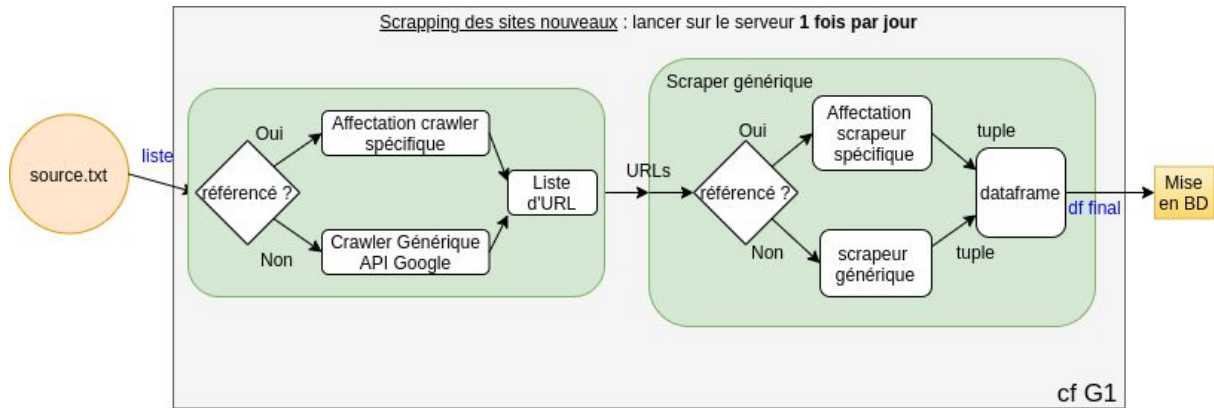 Scrapping des sites nouveaux : lancer sur le serveur 1 fois par jour
source.txt
liste
référencé ?
Oui
Non
Affectation crawler
spécifique
Crawler Générique
API Google
Liste
d'URL
URLs
Scraper générique
référencé ?
Oui
Non
Affectation
scrapeur
spécifique
scrapeur
générique
tuple
tuple
dataframe
df final
Mise
en BD
cf G1